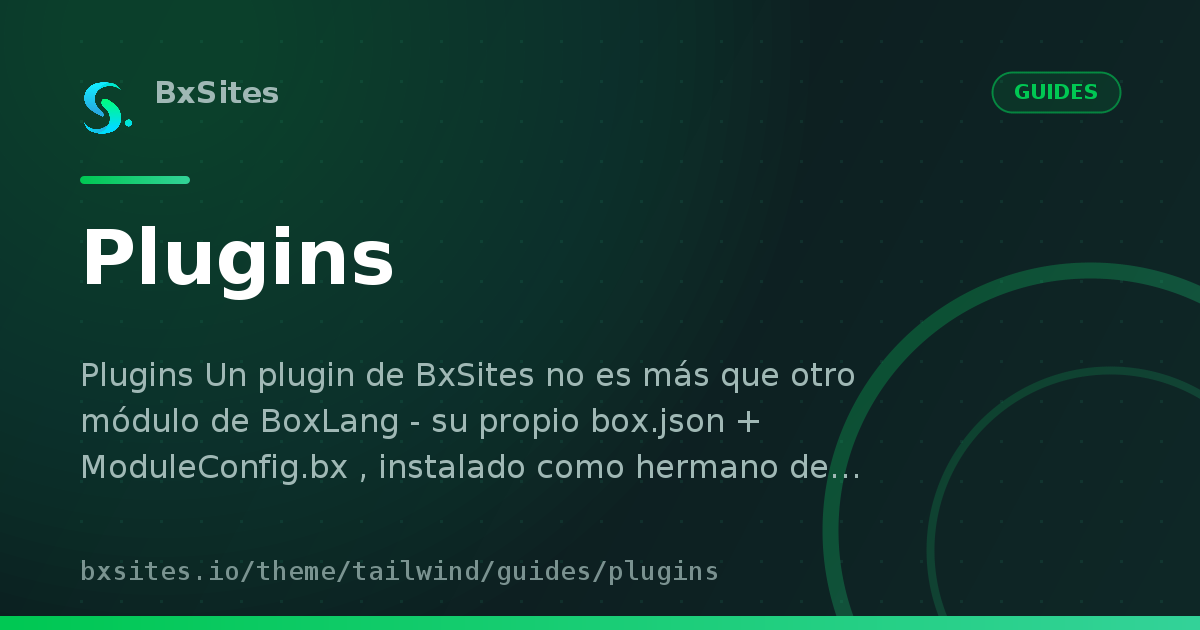 BxSites
GUIDES
Plugins
Plugins Un plugin de BxSites no es más que otro
módulo de BoxLang - su propio box.json +
ModuleConfig.bx , instalado como hermano de…
bxsites.io/theme/tailwind/guides/plugins